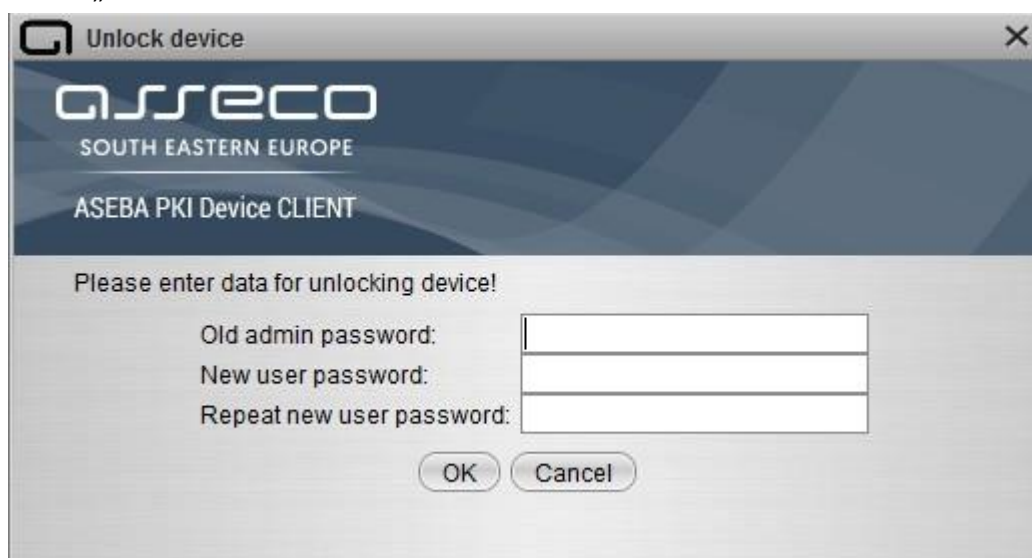 „
Unlock device
asseco
SOUTH EASTERN EUROPE
ASEBA PKI Device CLIENT
Please enter data for unlocking device!
Old admin password:
New user password:
Repeat new user password:
OK Cancel